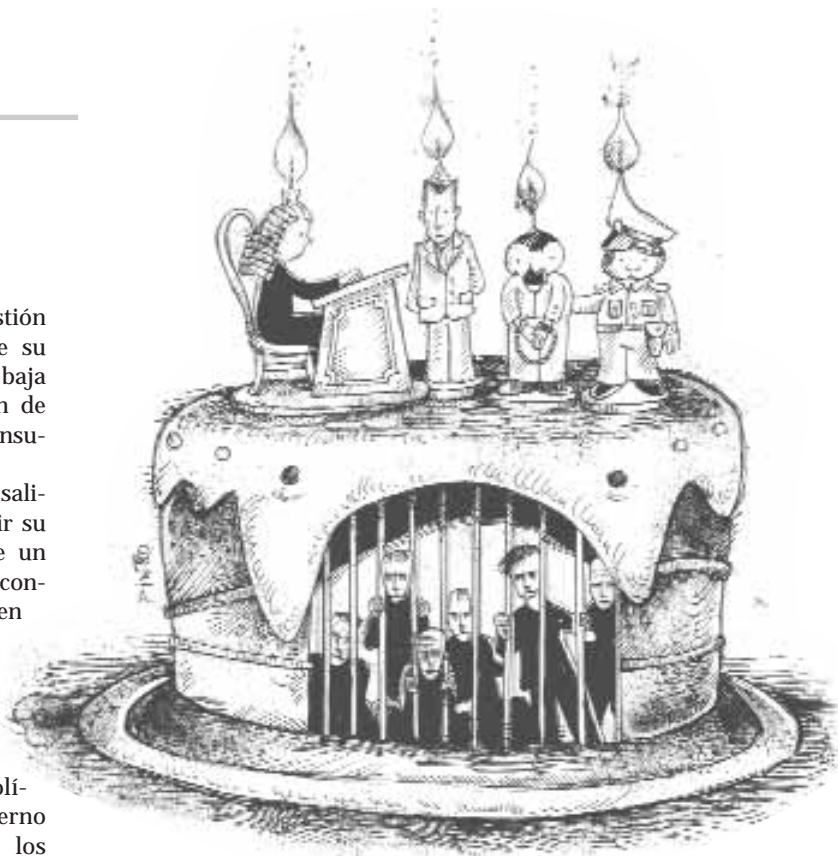 stión
e su
baja
n de
nsu-
sali-
ir su
e un
con-
en
olí-
erno
los